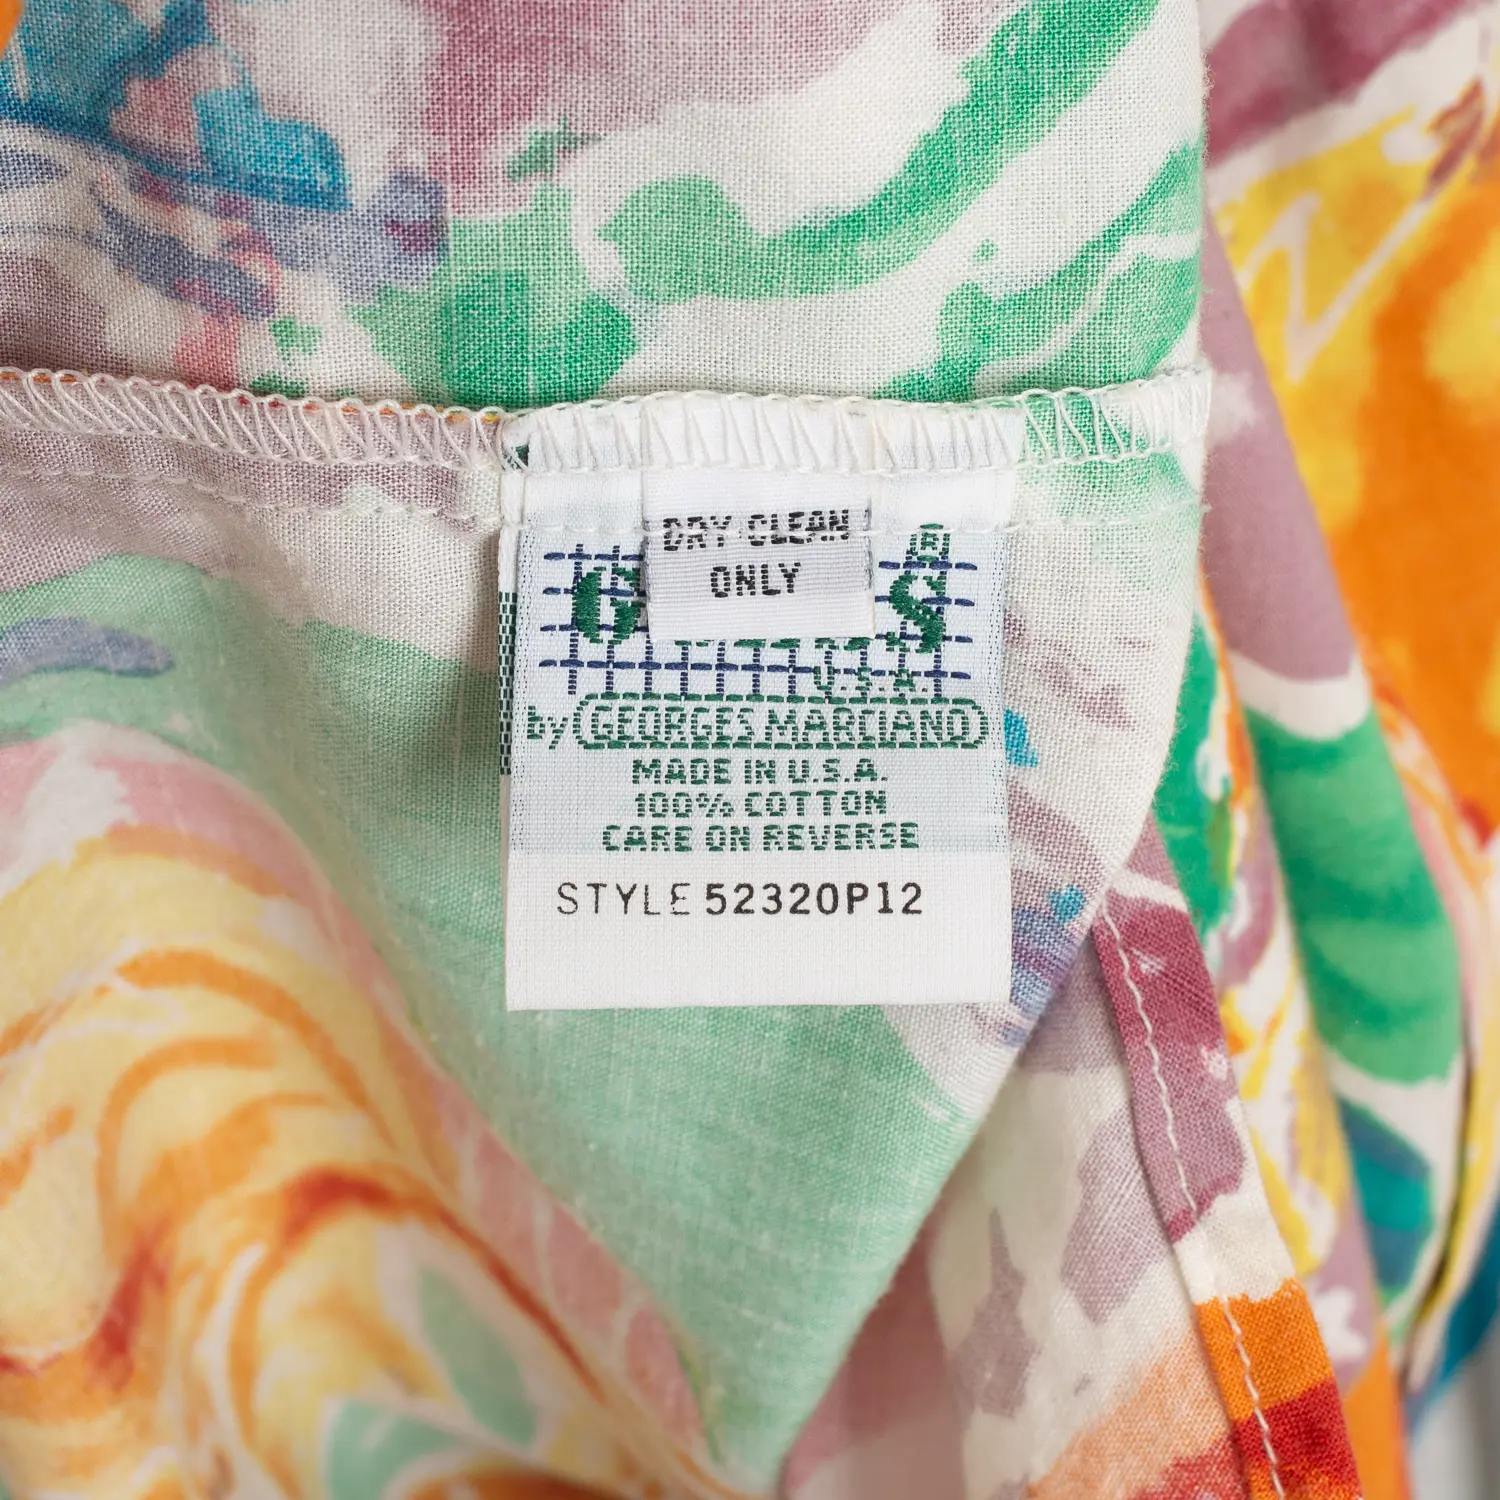 DRY CLEAN
ONLY
G S ®
U.S.A.
by GEORGES MARCIANO
MADE IN U.S.A.
100% COTTON
CARE ON REVERSE
STYLE 52320P12